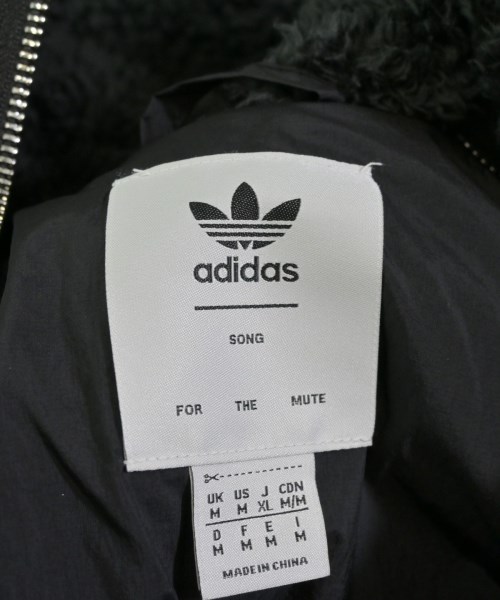 adidas
SONG
FOR THE MUTE
UK US J CDN
M M XL M/M
D F E I
M M M M
MADE IN CHINA